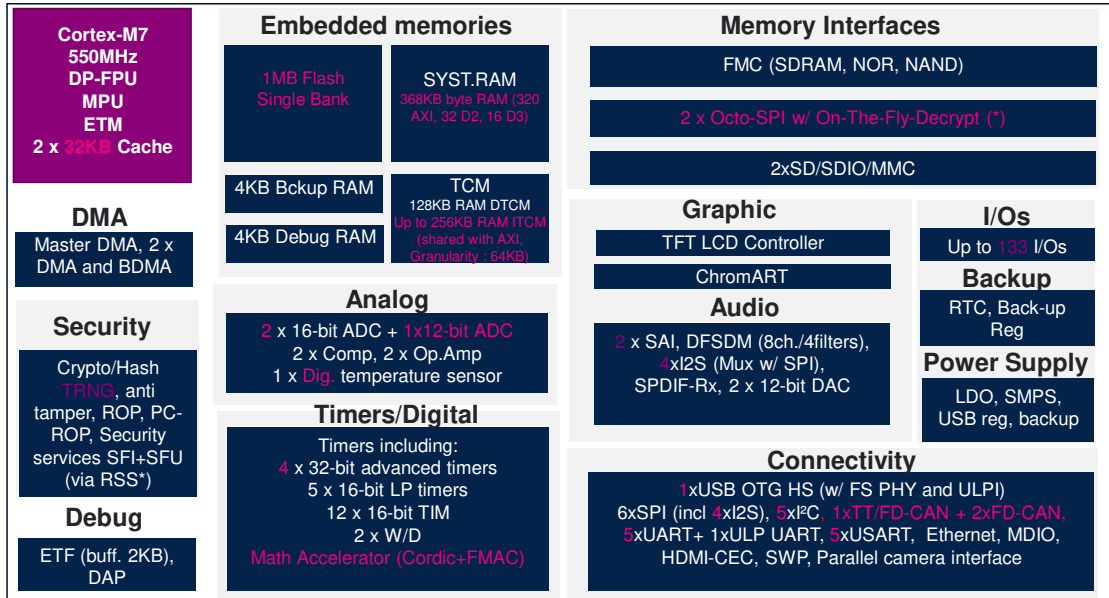 Cortex-M7
550MHz
DP-FPU
MPU
ETM
2 x 32KB Cache
DMA
Master DMA, 2 x
DMA and BDMA
Security
Crypto/Hash
TRNG, anti
tamper, ROP, PC-
ROP, Security
services SFI+SFU
(via RSS*)
Debug
ETF (buff. 2KB),
DAP
Embedded memories
1MB Flash
Single Bank
SYST.RAM
368KB byte RAM (320
AXI, 32 D2, 16 D3)
4KB Bckup RAM
4KB Debug RAM
TCM
128KB RAM DTCM
Up to 256KB RAM ITCM
(shared with AXI,
Granularity : 64KB)
Analog
2 x 16-bit ADC + 1x12-bit ADC
2 x Comp, 2 x Op.Amp
1 x Dig. temperature sensor
Timers/Digital
Timers including:
4 x 32-bit advanced timers
5 x 16-bit LP timers
12 x 16-bit TIM
2 x W/D
Math Accelerator (Cordic+FMAC)
Memory Interfaces
FMC (SDRAM, NOR, NAND)
2 x Octo-SPI w/ On-The-Fly-Decrypt (*)
2xSD/SDIO/MMC
Graphic
TFT LCD Controller
ChromART
Audio
2 x SAI, DFSDM (8ch./4filters),
4xI2S (Mux w/ SPI),
SPDIF-Rx, 2 x 12-bit DAC
I/Os
Up to 133 I/Os
Backup
RTC, Back-up
Reg
Power Supply
LDO, SMPS,
USB reg, backup
Connectivity
1xUSB OTG HS (w/ FS PHY and ULPI)
6xSPI (incl 4xI2S), 5xI²C, 1xTT/FD-CAN + 2xFD-CAN,
5xUART+ 1xULP UART, 5xUSART, Ethernet, MDIO,
HDMI-CEC, SWP, Parallel camera interface